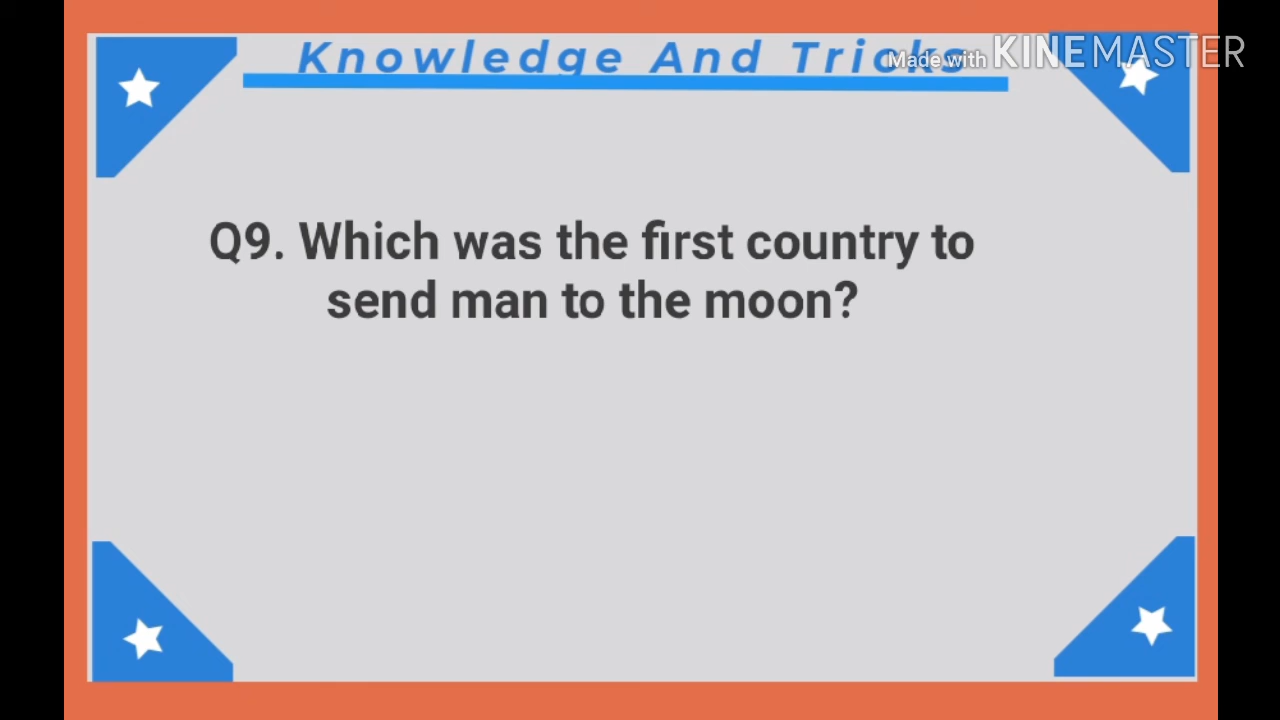 Knowledge And Tricks
Made with KINEMASTER
Q9. Which was the first country to
send man to the moon?